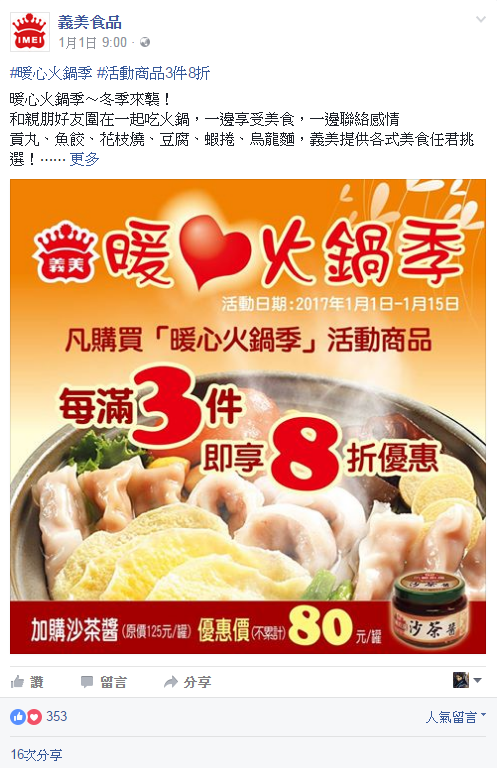 IMEI
義美食品
1月1日 9:00 ·
#暖心火鍋季 #活動商品3件8折
暖心火鍋季～冬季來襲！
和親朋好友圍在一起吃火鍋，一邊享受美食，一邊聯絡感情
貢丸、魚餃、花枝燒、豆腐、蝦捲、烏龍麵，義美提供各式美食任君挑
選！…… 更多
義美
暖火鍋季
活動日期:2017年1月1日-1月15日
凡購買「暖心火鍋季」活動商品
每滿3件
即享8折優惠
加購沙茶醬(原價125元/罐) 優惠價(不累計)80元/罐
沙茶醬
讚 留言 分享
353
人氣留言
16次分享